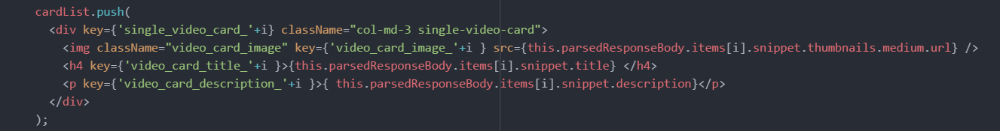 cardList.push(
<div key={'single_video_card_'+i} className="col-md-3 single-video-card">
<img className="video_card_image" key={'video_card_image_'+i } src={this.parsedResponseBody.items[i].snippet.thumbnails.medium.url} />
<h4 key={'video_card_title_'+i }>{this.parsedResponseBody.items[i].snippet.title} </h4>
<p key={'video_card_description_'+i }>{ this.parsedResponseBody.items[i].snippet.description}</p>
</div>
);